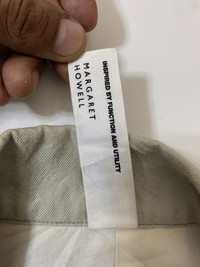 INSPIRED BY FUNCTION AND UTILITY
MARGARET
HOWELL